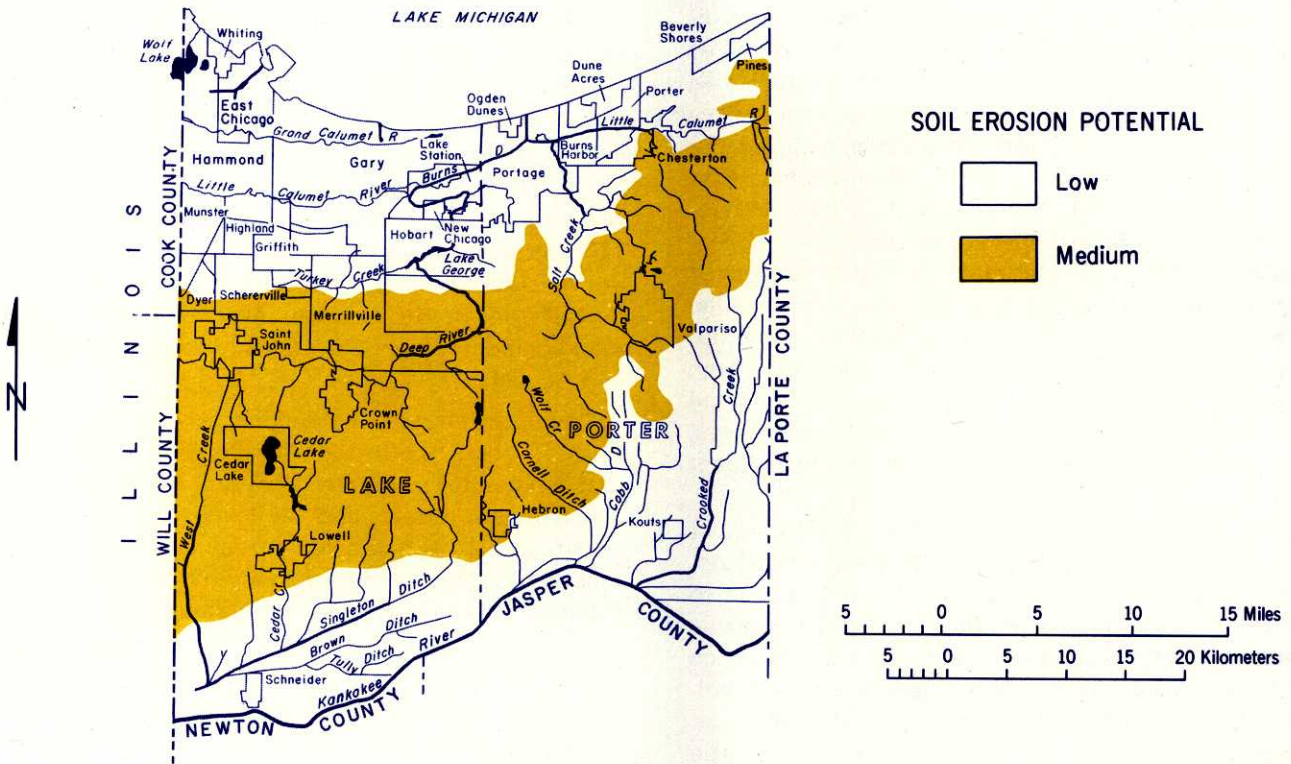 LAKE MICHIGAN
Beverly
Shores
Wolf
Lake
Whiting
Pines
Dune
Acres
Porter
East
Chicago
Ogden
Dunes
Little
Calumet
R
Grand Calumet R
Lake
Station
D
Burns
Harbor
Chesterton
Hammond
Gary
Burns
Portage
Little
Calumet
River
Munster
Highland
Griffith
Hobart
New
Chicago
Salt
Creek
Turkey
Creek
Lake
George
Dyer
Schererville
Merrillville
Valpariso
Saint
John
Deep River
Crown
Point
Wolf Cr
PORTER
Creek
Cedar
Lake
Cedar
Lake
LAKE
Cornell
Ditch
D
Cobb
Crooked
West
Creek
Lowell
Hebron
Kouts
Cedar Cr
Singleton
Ditch
Brown
Ditch
Tully
Ditch
River
Schneider
Kankakee
NEWTON
COUNTY
JASPER
COUNTY
ILLINOIS
COOK COUNTY
WILL COUNTY
LA PORTE COUNTY
N
SOIL EROSION POTENTIAL
Low
Medium
5 0 5 10 15 Miles
5 0 5 10 15 20 Kilometers